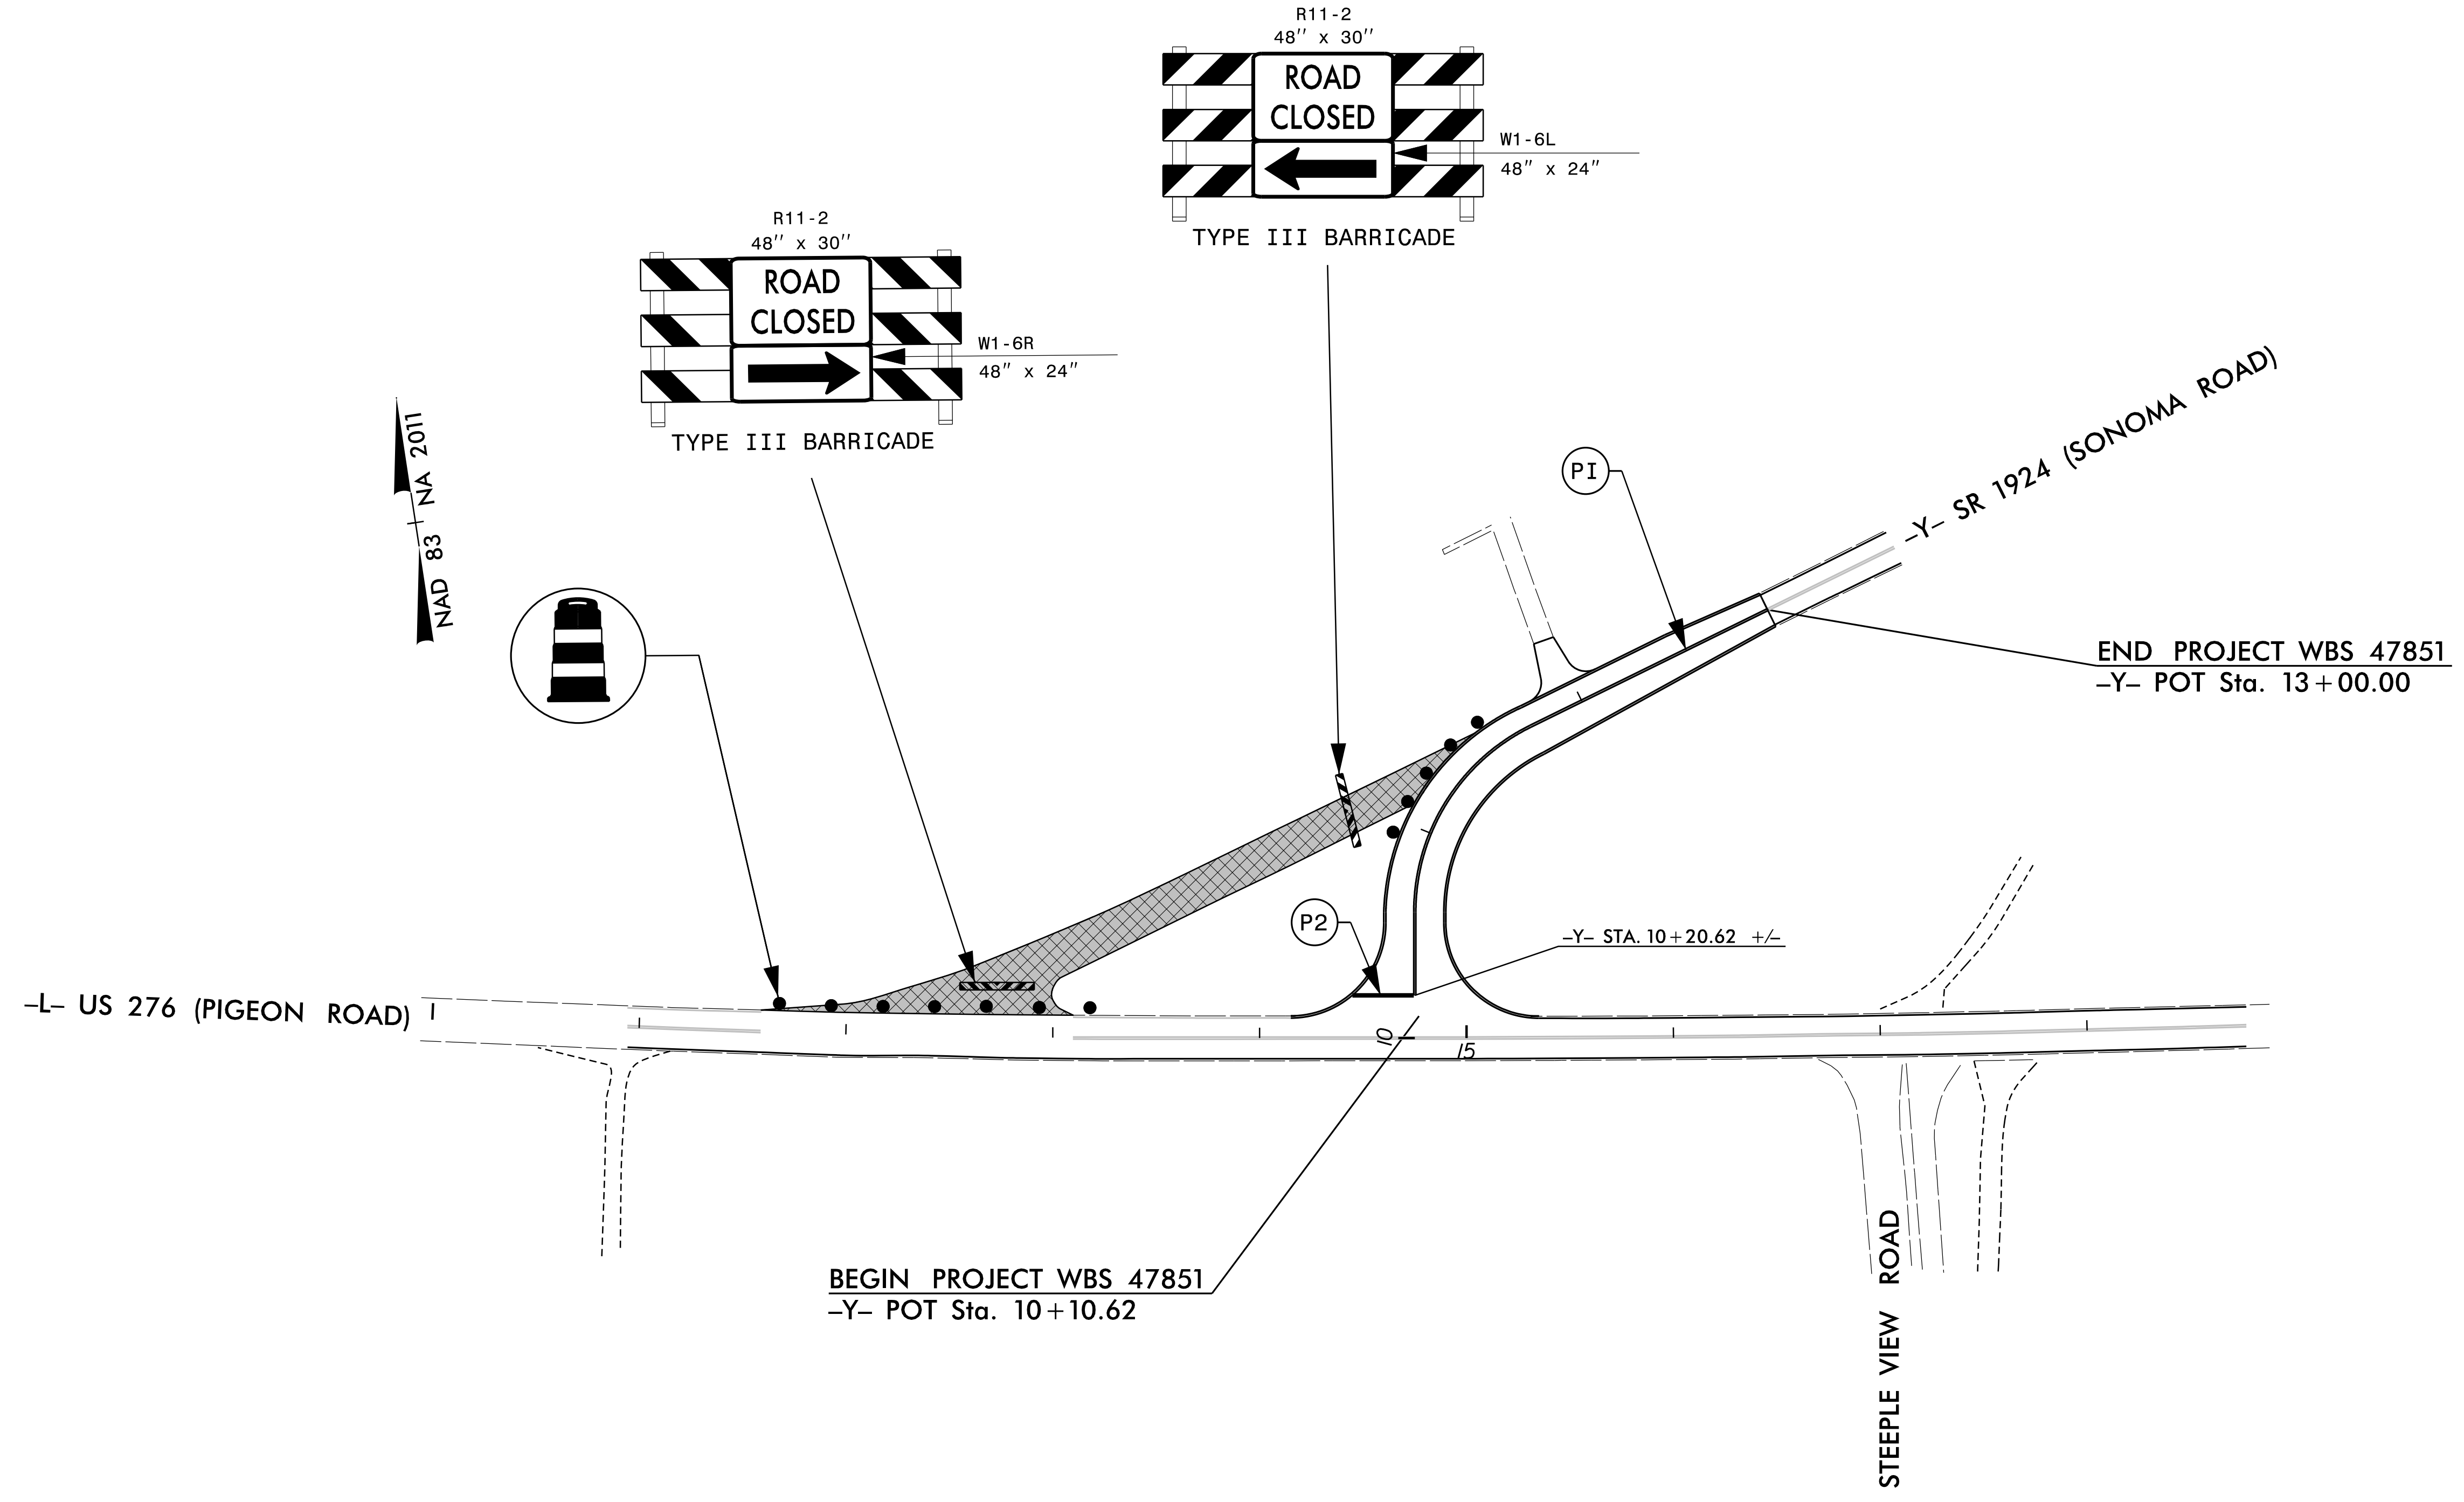 R11-2
48'' x 30''
ROAD
CLOSED
W1-6L
48" x 24"
TYPE III BARRICADE
R11-2
48'' x 30''
ROAD
CLOSED
W1-6R
48" x 24"
TYPE III BARRICADE
NAD 83 NA 2011
PI
–Y– SR 1924 (SONOMA ROAD)
END PROJECT WBS 47851
–Y– POT Sta. 13+00.00
P2
–Y– STA. 10+20.62 +/–
–L– US 276 (PIGEON ROAD)
10
15
BEGIN PROJECT WBS 47851
–Y– POT Sta. 10+10.62
STEEPLE VIEW ROAD